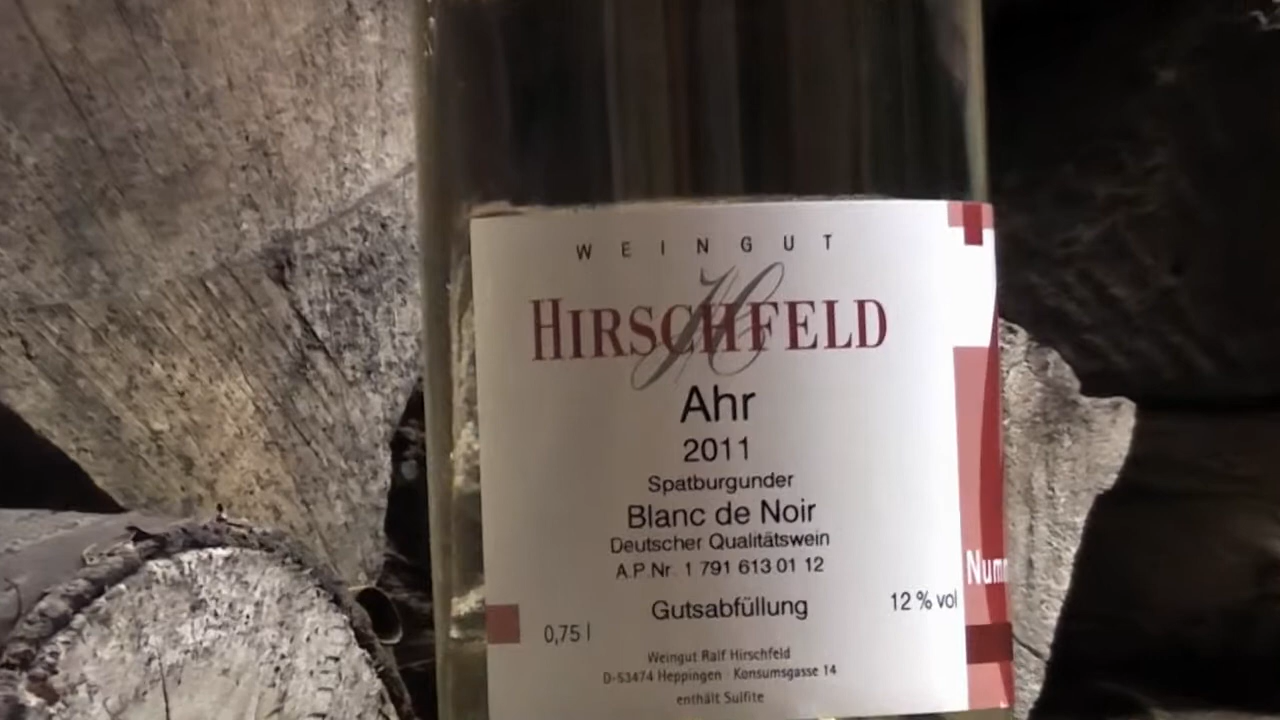 WEINGUT
HIRSCHFELD
Ahr
2011
Spatburgunder
Blanc de Noir
Deutscher Qualitätswein
A.P.Nr. 1 791 613 01 12
Gutsabfüllung
12 % vol
0,75 l
Weingut Ralf Hirschfeld
D-53474 Heppingen · Konsumsgasse 14
enthält Sulfite